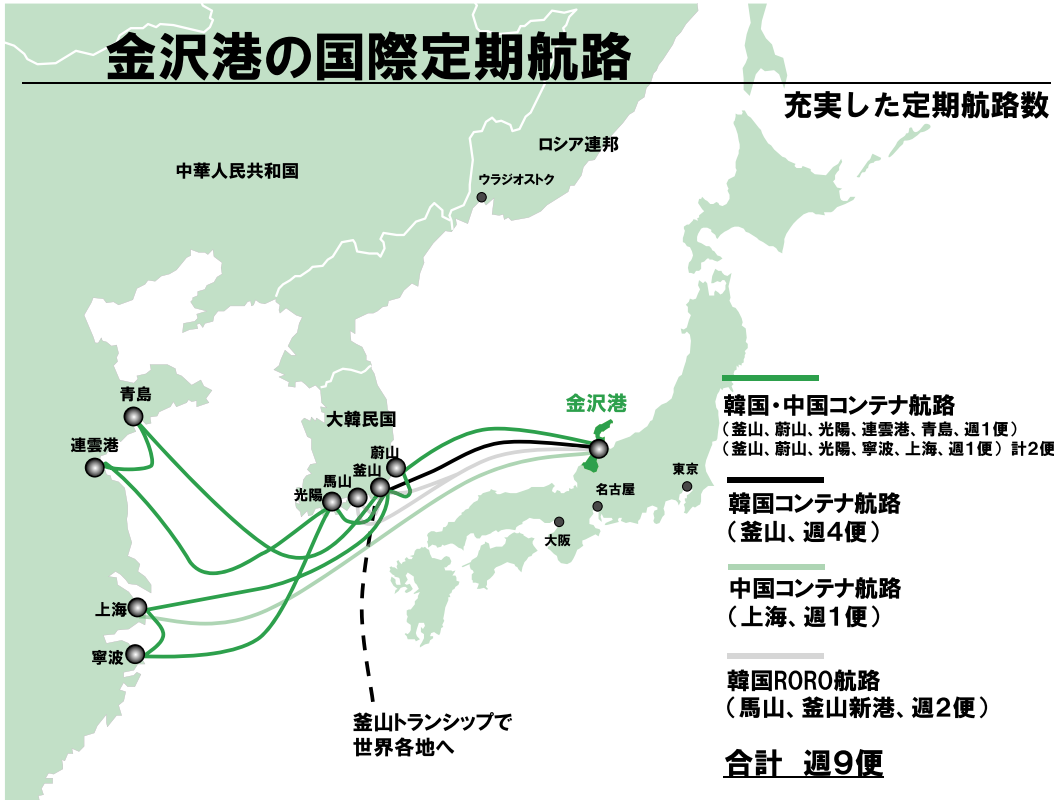 金沢港の国際定期航路
充実した定期航路数
ロシア連邦
中華人民共和国
ウラジオストク
青島
大韓民国
金沢港
連雲港
蔚山
釜山
馬山
光陽
東京
名古屋
大阪
上海
寧波
釜山トランシップで
世界各地へ
韓国・中国コンテナ航路
（釜山、蔚山、光陽、連雲港、青島、週1便）
（釜山、蔚山、光陽、寧波、上海、週1便）計2便
韓国コンテナ航路
（釜山、週4便）
中国コンテナ航路
（上海、週1便）
韓国RORO航路
（馬山、釜山新港、週2便）
合計　週9便